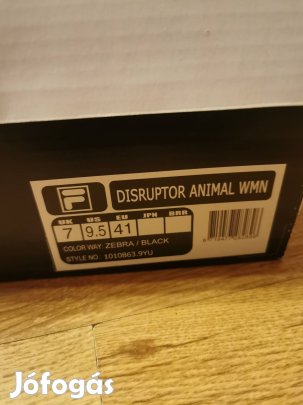 F DISRUPTOR ANIMAL WMN
UK US EU JPN BRB
7 9.5 41
COLOR WAY: ZEBRA / BLACK
STYLE NO. 1010863.9YU
Jófogás